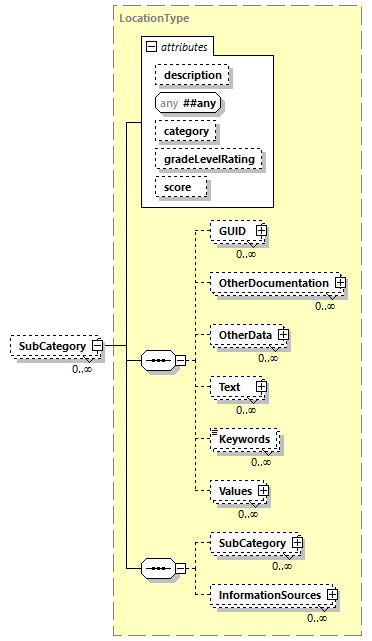 LocationType
attributes
description
any ##any
category
gradeLevelRating
score
GUID
0..∞
OtherDocumentation
0..∞
OtherData
0..∞
SubCategory
0..∞
Text
0..∞
Keywords
0..∞
Values
0..∞
SubCategory
0..∞
InformationSources
0..∞